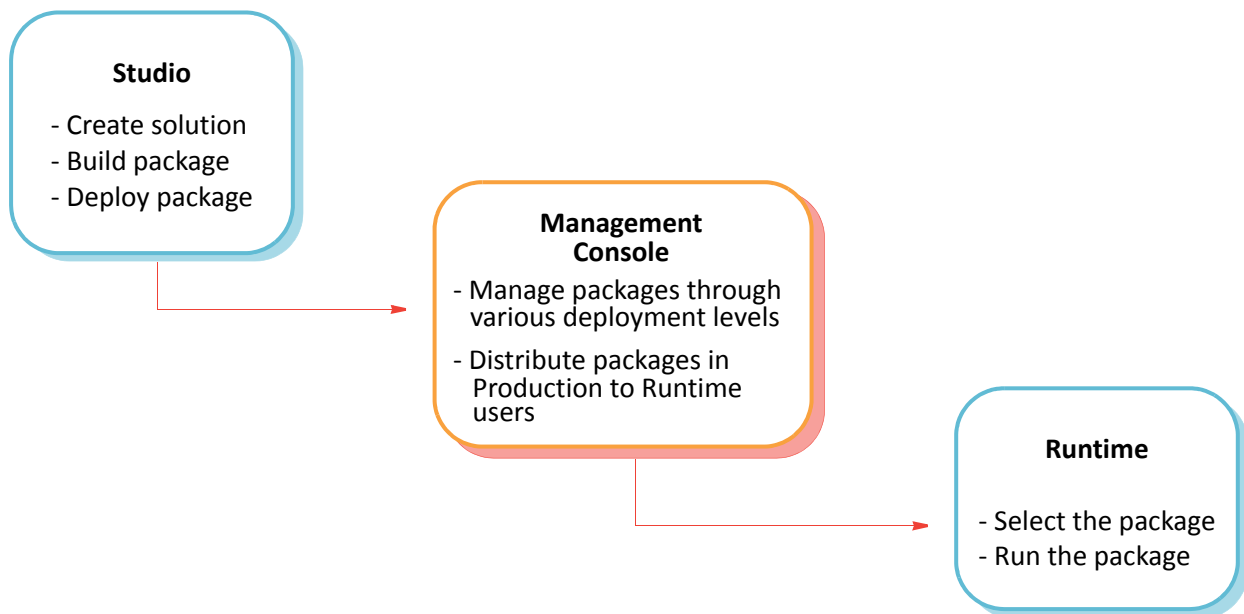 Studio
- Create solution
- Build package
- Deploy package
Management
Console
- Manage packages through
various deployment levels
- Distribute packages in
Production to Runtime
users
Runtime
- Select the package
- Run the package